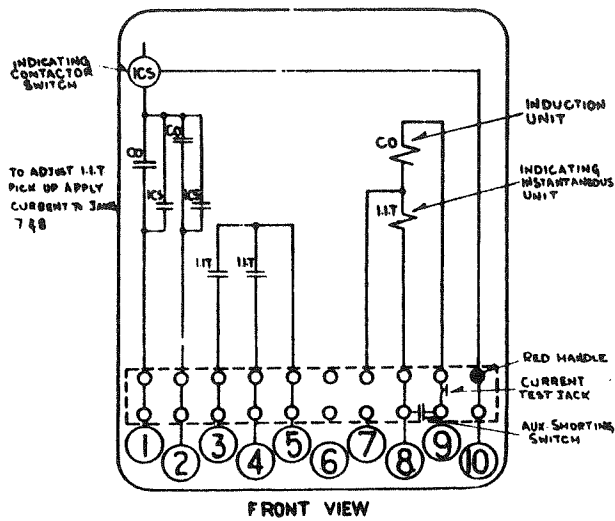 INDICATING
CONTACTOR
SWITCH
ICS
CO
CO
ICS
ICS
TO ADJUST I.I.T
PICK UP APPLY
CURRENT TO JAWS
7 & 8
I.I.T
I.I.T
CO
INDUCTION
UNIT
I.I.T
INDICATING
INSTANTANEOUS
UNIT
RED HANDLE
CURRENT
TEST JACK
AUX. SHORTING
SWITCH
1
2
3
4
5
6
7
8
9
10
FRONT VIEW